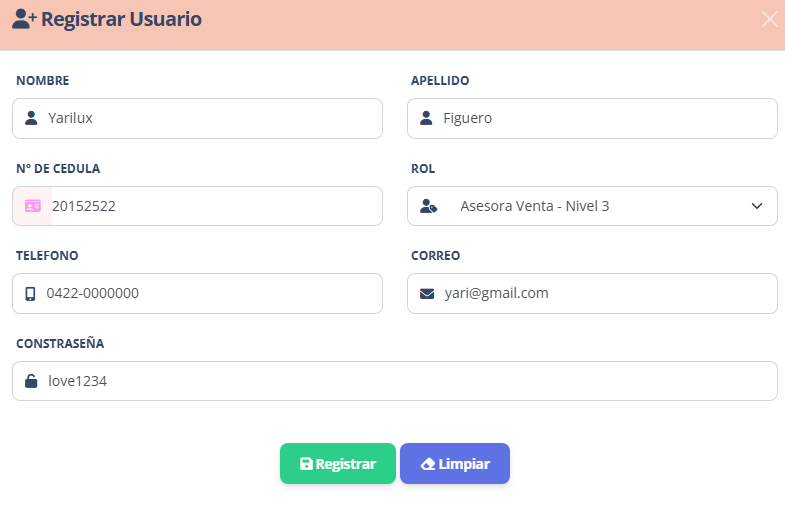 Registrar Usuario
NOMBRE
APELLIDO
Yarilux
Figuero
N° DE CEDULA
ROL
20152522
Asesora Venta - Nivel 3
TELEFONO
CORREO
0422-0000000
yari@gmail.com
CONSTRASEÑA
love1234
Registrar
Limpiar